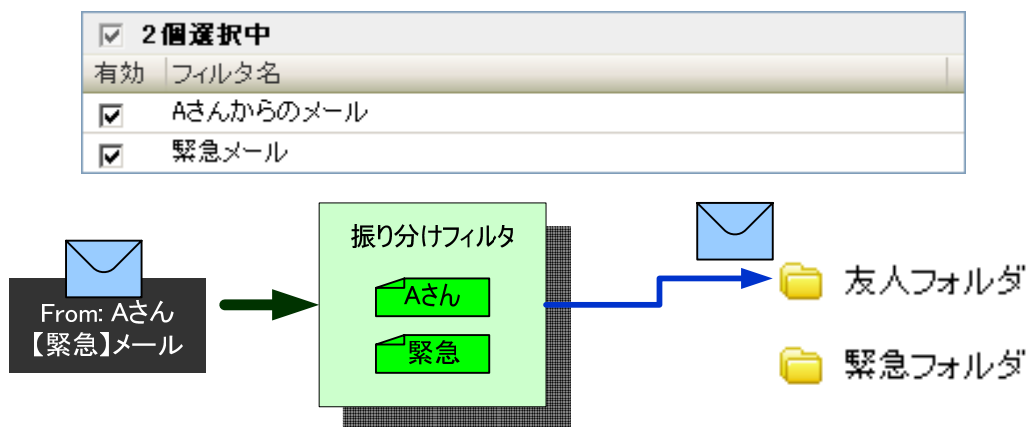 2個選択中
有効 フィルタ名
Aさんからのメール
緊急メール
振り分けフィルタ
Aさん
緊急
From: Aさん
【緊急】メール
友人フォルダ
緊急フォルダ